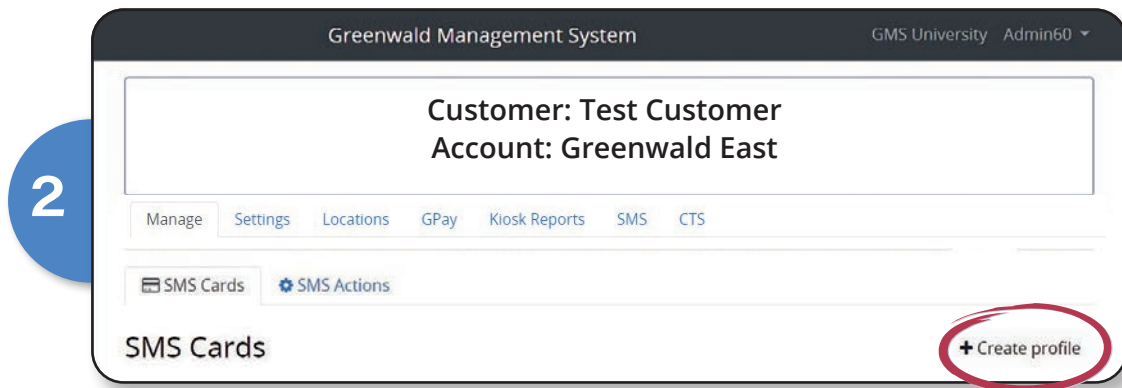 Greenwald Management System GMS University Admin60
Customer: Test Customer
Account: Greenwald East
2
Manage Settings Locations GPay Kiosk Reports SMS CTS
SMS Cards SMS Actions
SMS Cards + Create profile